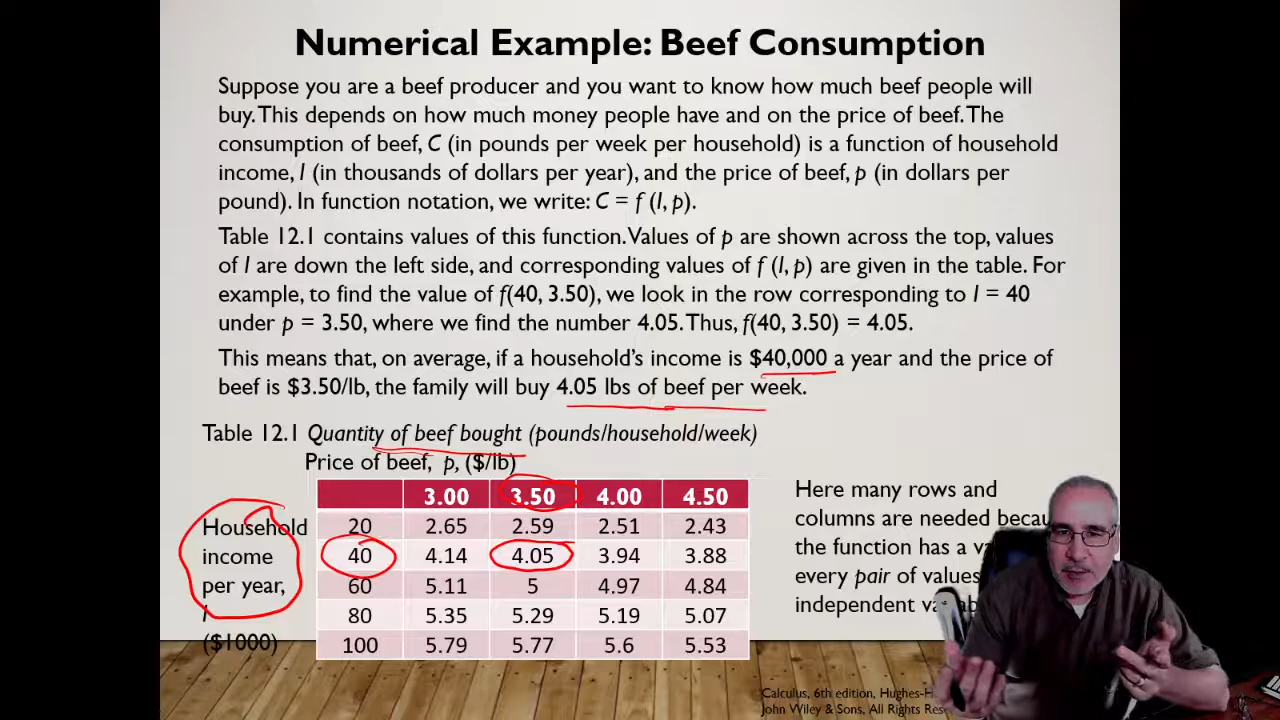 Numerical Example: Beef Consumption
Suppose you are a beef producer and you want to know how much beef people will
buy. This depends on how much money people have and on the price of beef. The
consumption of beef, C (in pounds per week per household) is a function of household
income, I (in thousands of dollars per year), and the price of beef, p (in dollars per
pound). In function notation, we write: C = f (I, p).
Table 12.1 contains values of this function. Values of p are shown across the top, values
of I are down the left side, and corresponding values of f (I, p) are given in the table. For
example, to find the value of f(40, 3.50), we look in the row corresponding to I = 40
under p = 3.50, where we find the number 4.05. Thus, f(40, 3.50) = 4.05.
This means that, on average, if a household's income is $40,000 a year and the price of
beef is $3.50/lb, the family will buy 4.05 lbs of beef per week.
Table 12.1 Quantity of beef bought (pounds/household/week)
Price of beef, p, ($/lb)
3.00 3.50 4.00 4.50
20 2.65 2.59 2.51 2.43
40 4.14 4.05 3.94 3.88
60 5.11 5 4.97 4.84
80 5.35 5.29 5.19 5.07
100 5.79 5.77 5.6 5.53
Household
income
per year,
I
($1000)
Here many rows and
columns are needed
the function has a
every pair of values
independent
Calculus, 6th edition,
John Wiley & Sons, All Rights